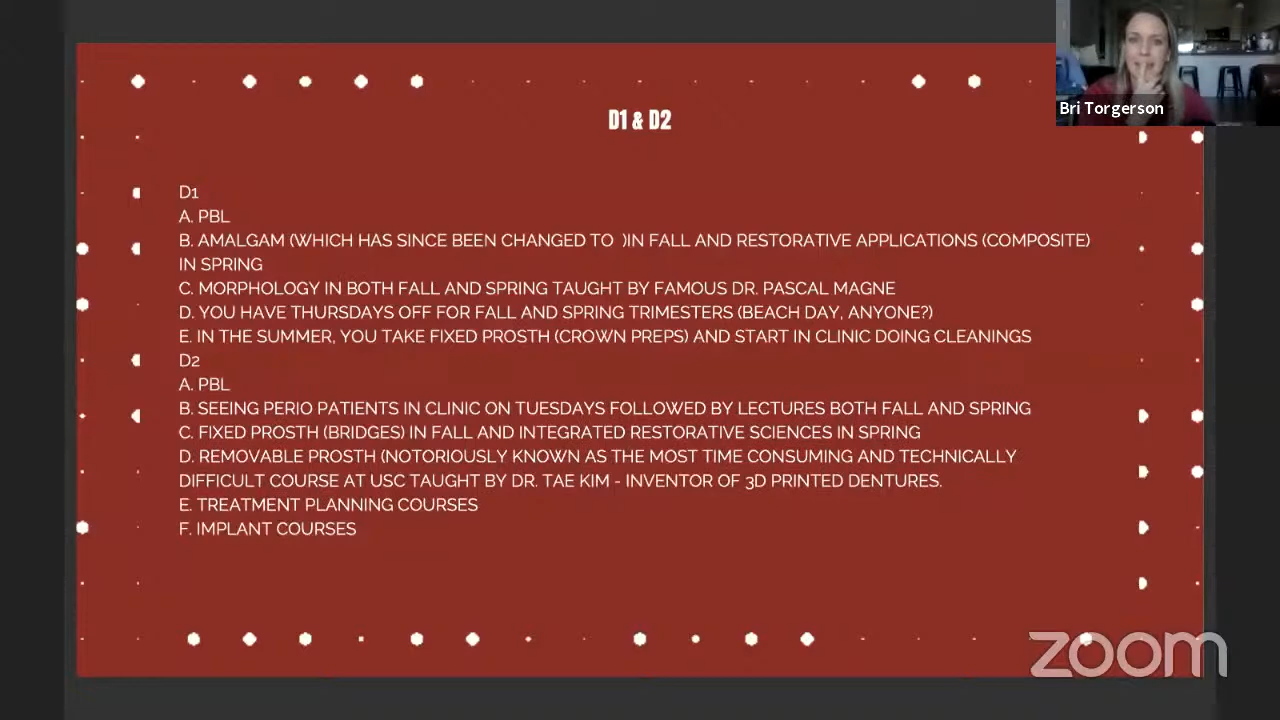 Bri Torgerson
D1 & D2
D1
A. PBL
B. AMALGAM (WHICH HAS SINCE BEEN CHANGED TO  )IN FALL AND RESTORATIVE APPLICATIONS (COMPOSITE)
IN SPRING
C. MORPHOLOGY IN BOTH FALL AND SPRING TAUGHT BY FAMOUS DR. PASCAL MAGNE
D. YOU HAVE THURSDAYS OFF FOR FALL AND SPRING TRIMESTERS (BEACH DAY, ANYONE?)
E. IN THE SUMMER, YOU TAKE FIXED PROSTH (CROWN PREPS) AND START IN CLINIC DOING CLEANINGS
D2
A. PBL
B. SEEING PERIO PATIENTS IN CLINIC ON TUESDAYS FOLLOWED BY LECTURES BOTH FALL AND SPRING
C. FIXED PROSTH (BRIDGES) IN FALL AND INTEGRATED RESTORATIVE SCIENCES IN SPRING
D. REMOVABLE PROSTH (NOTORIOUSLY KNOWN AS THE MOST TIME CONSUMING AND TECHNICALLY
DIFFICULT COURSE AT USC TAUGHT BY DR. TAE KIM - INVENTOR OF 3D PRINTED DENTURES.
E. TREATMENT PLANNING COURSES
F. IMPLANT COURSES
zoom